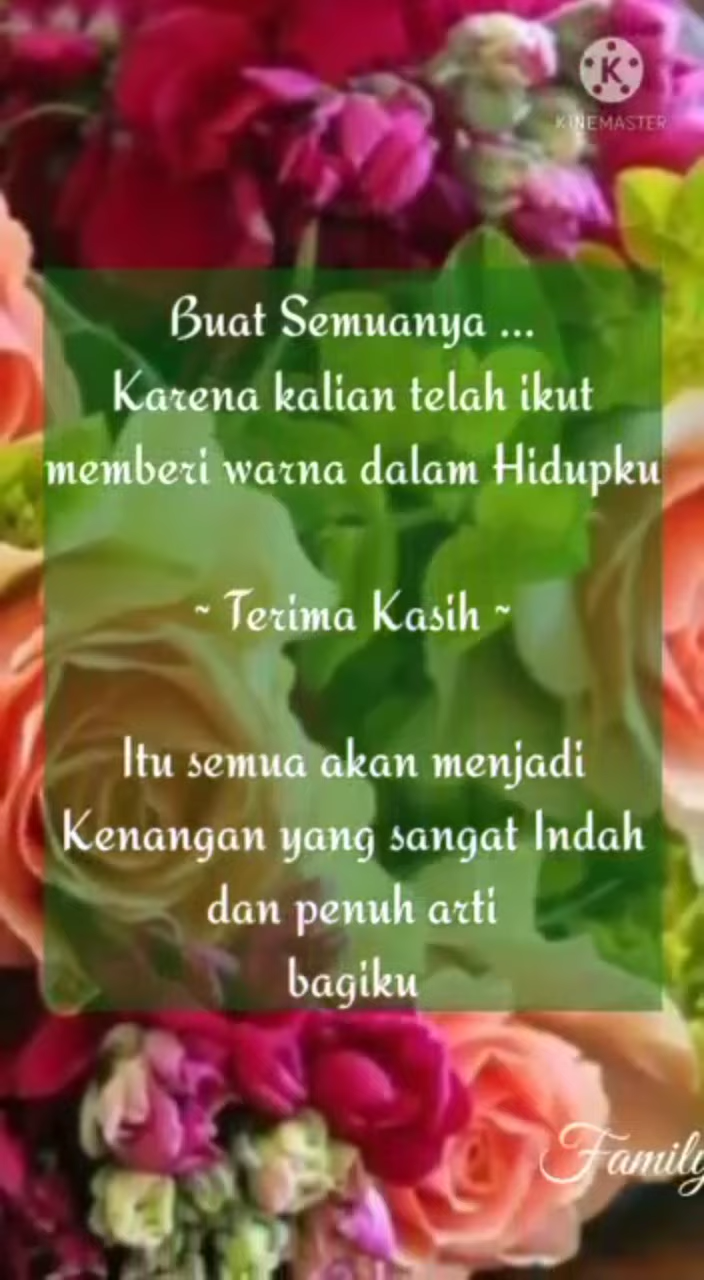 K
KINEMASTER
Buat Semuanya ...
Karena kalian telah ikut
memberi warna dalam Hidupku
~ Terima Kasih ~
Itu semua akan menjadi
Kenangan yang sangat Indah
dan penuh arti
bagiku
Family